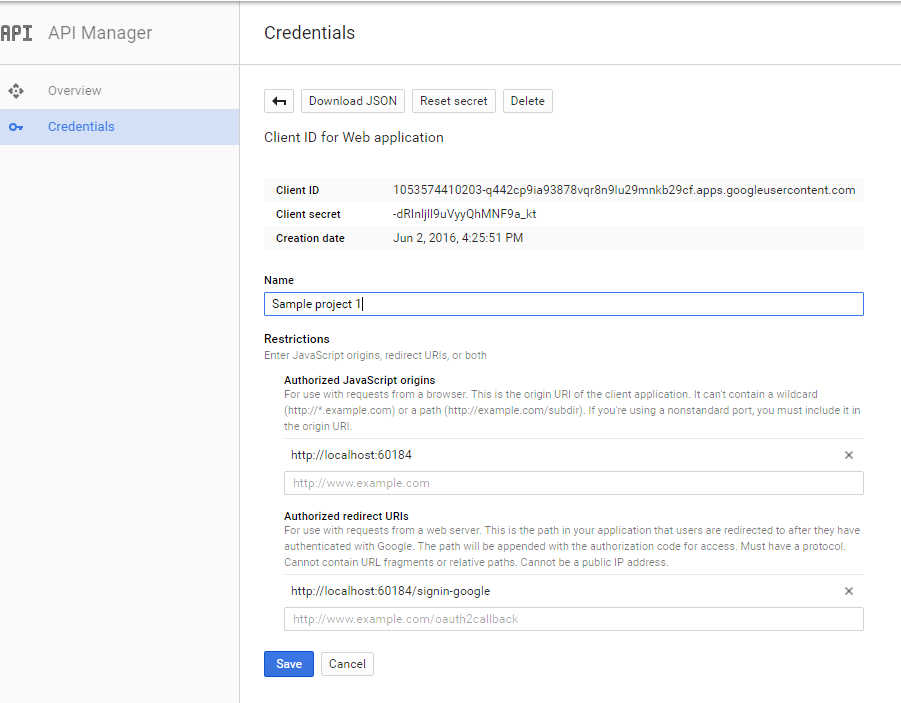 API API Manager
Credentials
Overview
Credentials
Download JSON Reset secret Delete
Client ID for Web application
Client ID 1053574410203-q442cp9ia93878vqr8n9lu29mnkb29cf.apps.googleusercontent.com
Client secret -dRlnIjlI9uVyyQhMNF9a_kt
Creation date Jun 2, 2016, 4:25:51 PM
Name
Sample project 1
Restrictions
Enter JavaScript origins, redirect URIs, or both
Authorized JavaScript origins
For use with requests from a browser. This is the origin URI of the client application. It can't contain a wildcard
(http://*.example.com) or a path (http://example.com/subdir). If you're using a nonstandard port, you must include it in
the origin URI.
http://localhost:60184
http://www.example.com
Authorized redirect URIs
For use with requests from a web server. This is the path in your application that users are redirected to after they have
authenticated with Google. The path will be appended with the authorization code for access. Must have a protocol.
Cannot contain URL fragments or relative paths. Cannot be a public IP address.
http://localhost:60184/signin-google
http://www.example.com/oauth2callback
Save Cancel